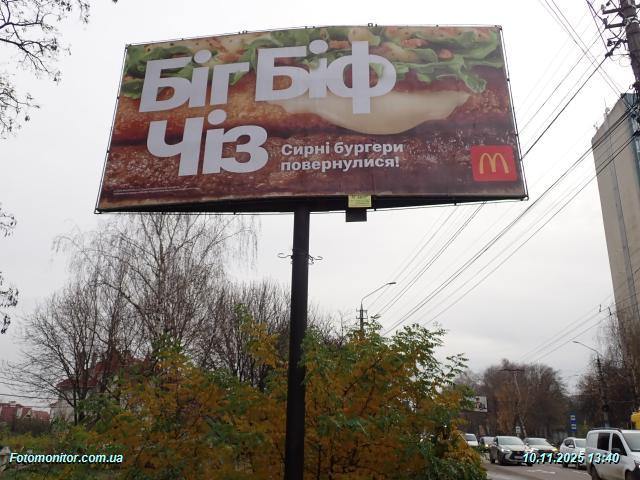 Біг Біф
Чіз
Сирні бургери
повернулися!
Fotomonitor.com.ua
10.11.2025 13:40